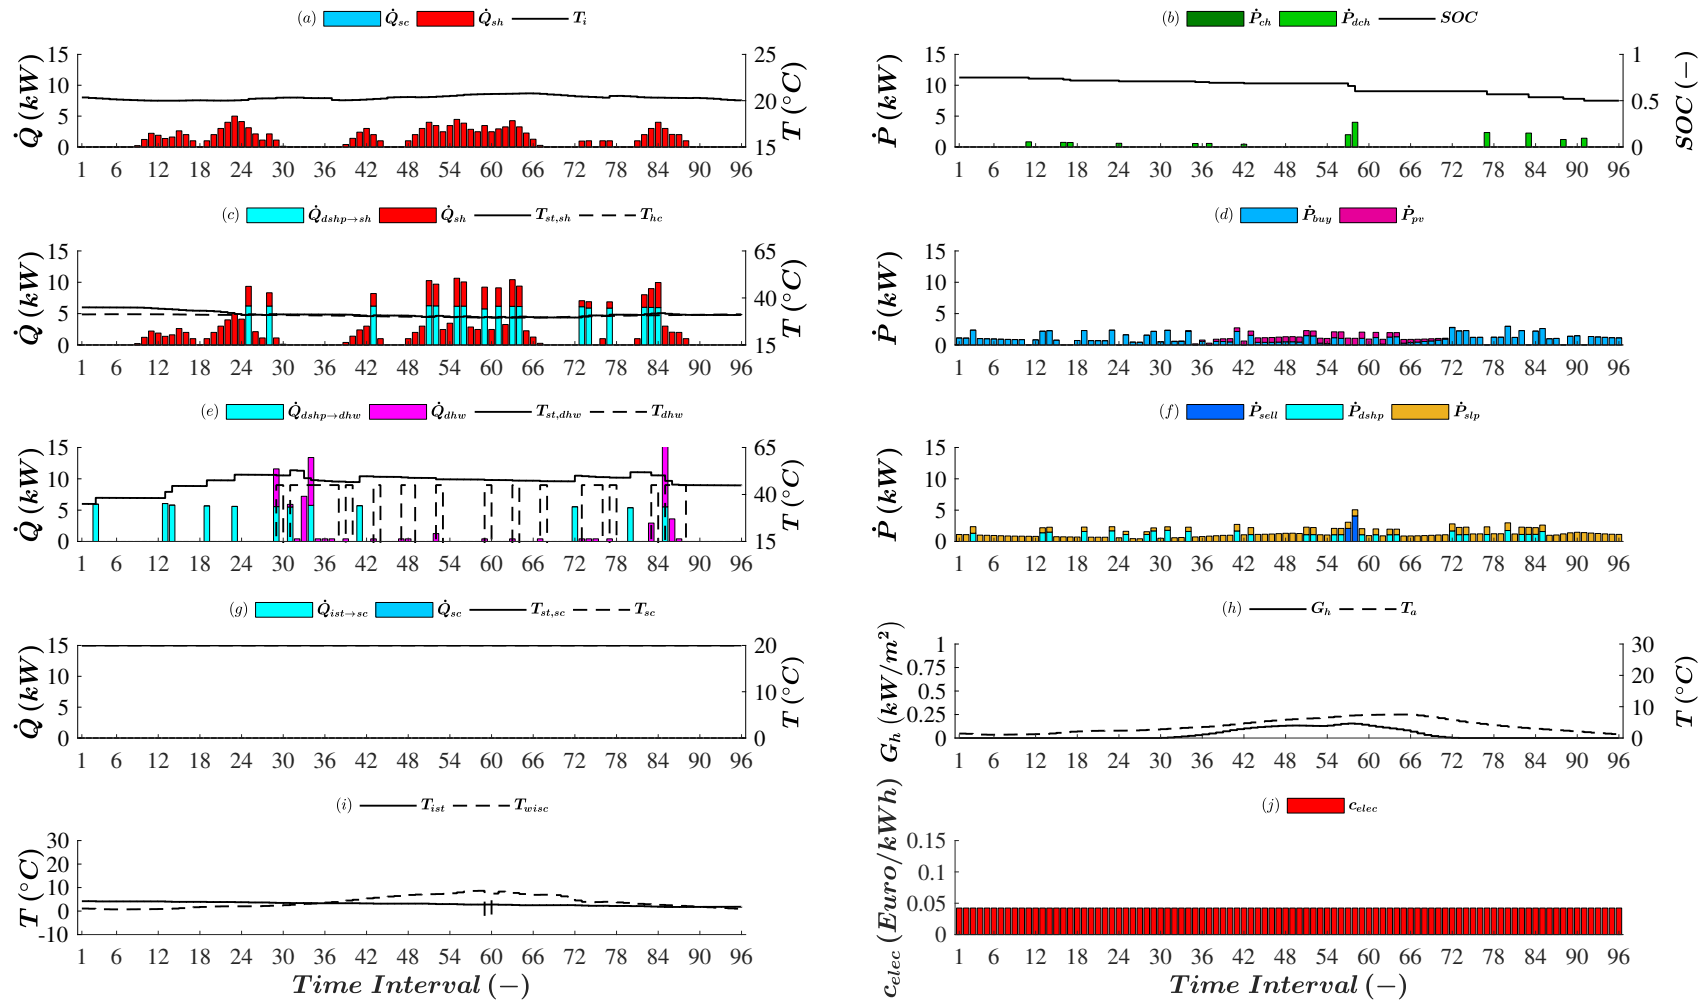 (a) Q̇sc Q̇sh Ti
Q̇ (kW)
15
10
5
0
25
20
15
T (°C)
1 6 12 18 24 30 36 42 48 54 60 66 72 78 84 90 96
(b) Ṗch Ṗdch SOC
Ṗ (kW)
15
10
5
0
1
0.5
0
SOC (−)
1 6 12 18 24 30 36 42 48 54 60 66 72 78 84 90 96
(c) Q̇dshp→sh Q̇sh Tst,sh Thc
Q̇ (kW)
15
10
5
0
65
40
15
T (°C)
1 6 12 18 24 30 36 42 48 54 60 66 72 78 84 90 96
(d) Ṗbuy Ṗpv
Ṗ (kW)
15
10
5
0
1 6 12 18 24 30 36 42 48 54 60 66 72 78 84 90 96
(e) Q̇dshp→dhw Q̇dhw Tst,dhw Tdhw
Q̇ (kW)
15
10
5
0
65
40
15
T (°C)
1 6 12 18 24 30 36 42 48 54 60 66 72 78 84 90 96
(f) Ṗsell Ṗdshp Ṗslp
Ṗ (kW)
15
10
5
0
1 6 12 18 24 30 36 42 48 54 60 66 72 78 84 90 96
(g) Q̇ist→sc Q̇sc Tst,sc Tsc
Q̇ (kW)
15
10
5
0
20
10
0
T (°C)
1 6 12 18 24 30 36 42 48 54 60 66 72 78 84 90 96
(h) Gh Ta
Gh (kW/m²)
1
0.75
0.5
0.25
0
30
20
10
0
T (°C)
1 6 12 18 24 30 36 42 48 54 60 66 72 78 84 90 96
(i) Tist Twisc
T (°C)
30
20
10
0
-10
1 6 12 18 24 30 36 42 48 54 60 66 72 78 84 90 96
Time Interval (−)
(j) celec
celec (Euro/kWh)
0.15
0.1
0.05
0
1 6 12 18 24 30 36 42 48 54 60 66 72 78 84 90 96
Time Interval (−)